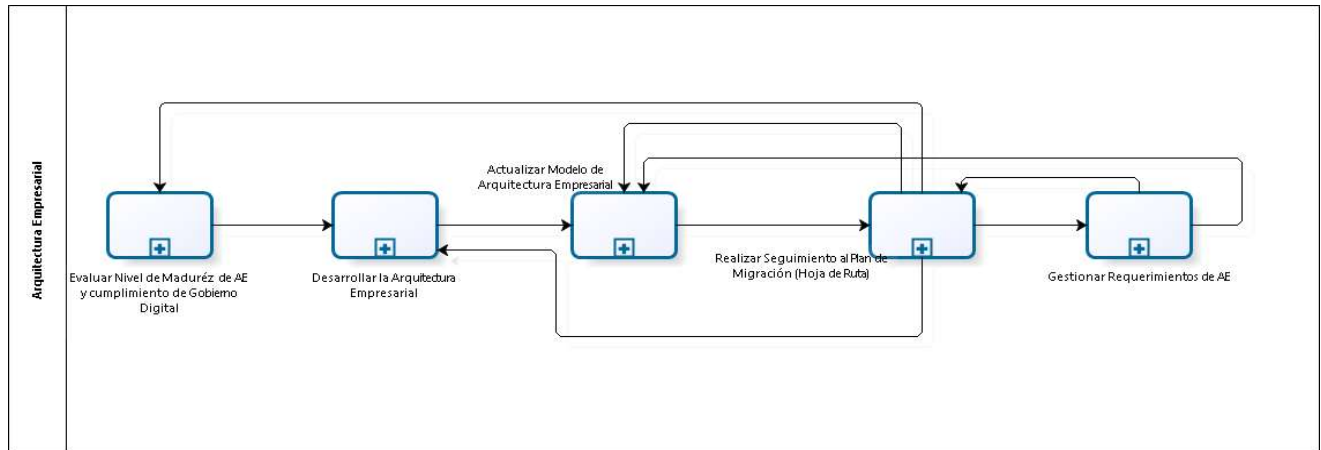 Arquitectura Empresarial
Actualizar Modelo de
Arquitectura Empresarial
Evaluar Nivel de Maduréz de AE
y cumplimiento de Gobierno
Digital
Desarrollar la Arquitectura
Empresarial
Realizar Seguimiento al Plan de
Migración (Hoja de Ruta)
Gestionar Requerimientos de AE